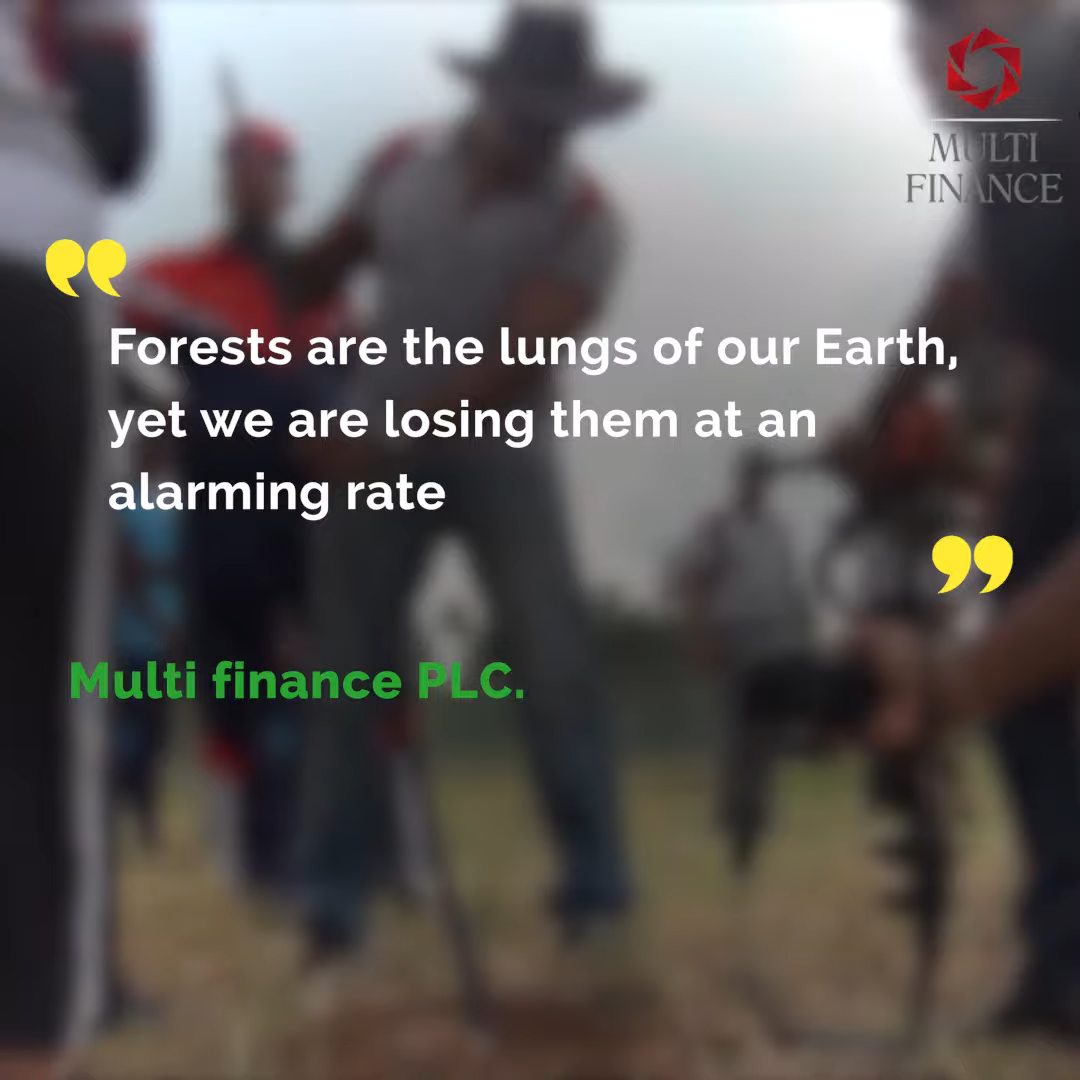 MULTI
FINANCE
Forests are the lungs of our Earth,
yet we are losing them at an
alarming rate
Multi finance PLC.